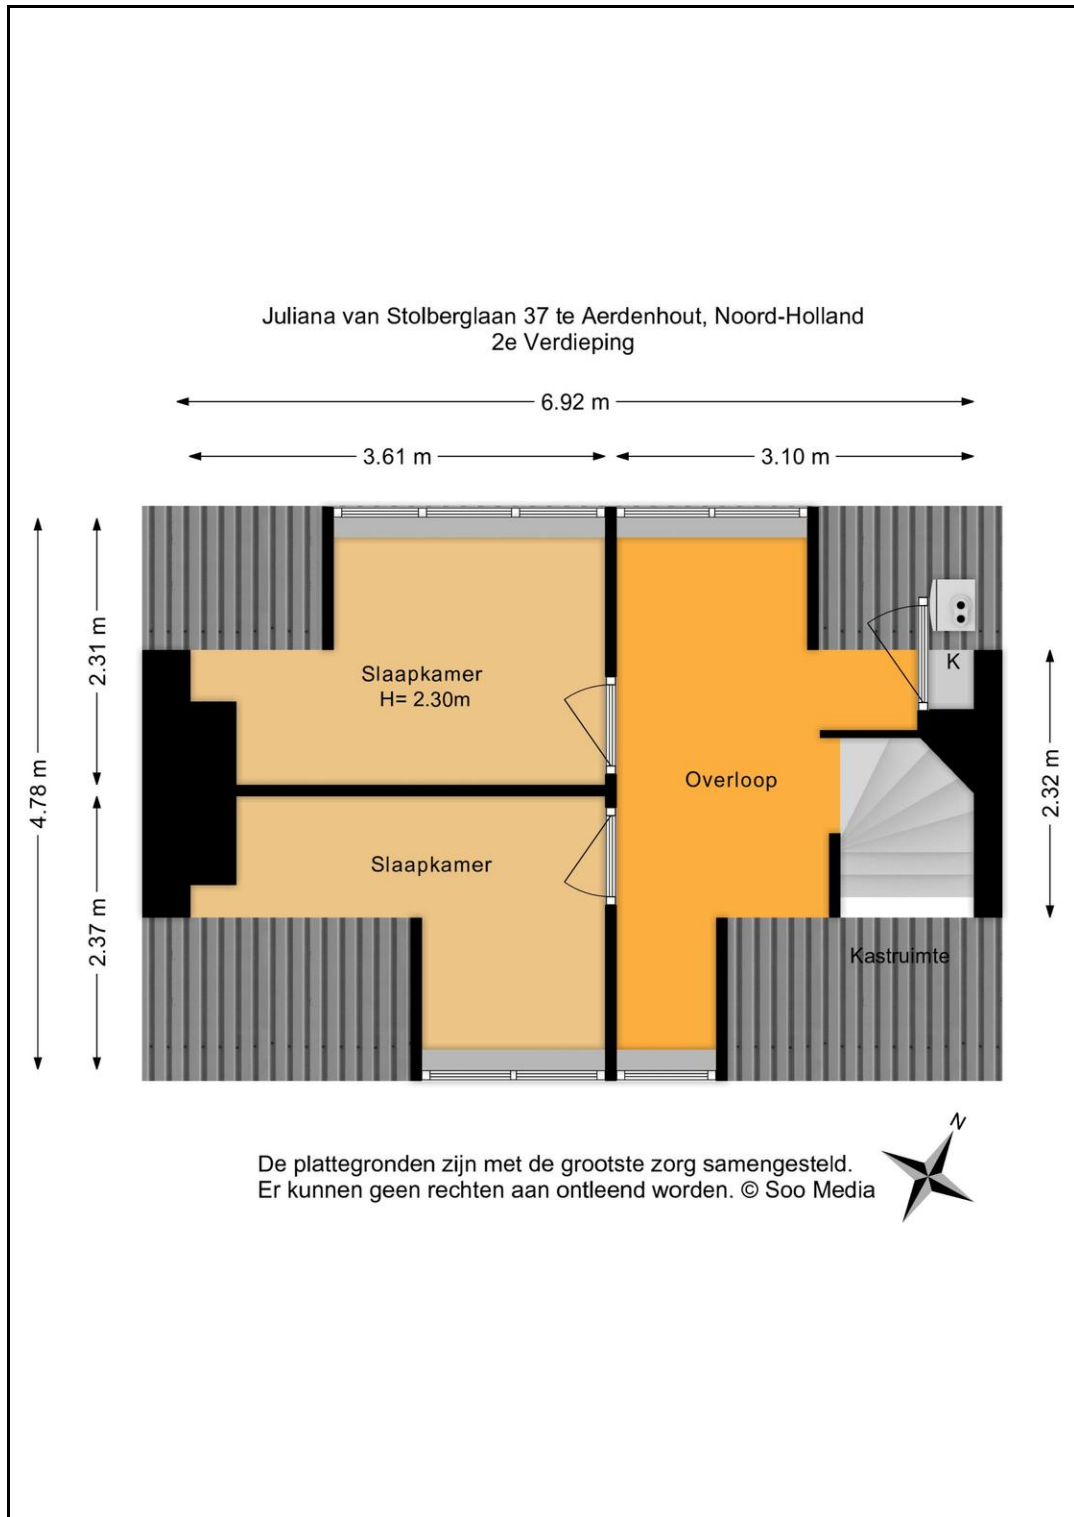 Juliana van Stolberglaan 37 te Aerdenhout, Noord-Holland
2e Verdieping
6.92 m
3.61 m
3.10 m
4.78 m
2.31 m
2.37 m
Slaapkamer
H= 2.30m
K
Overloop
2.32 m
Slaapkamer
Kastruimte
N
De plattegronden zijn met de grootste zorg samengesteld.
Er kunnen geen rechten aan ontleend worden. © Soo Media